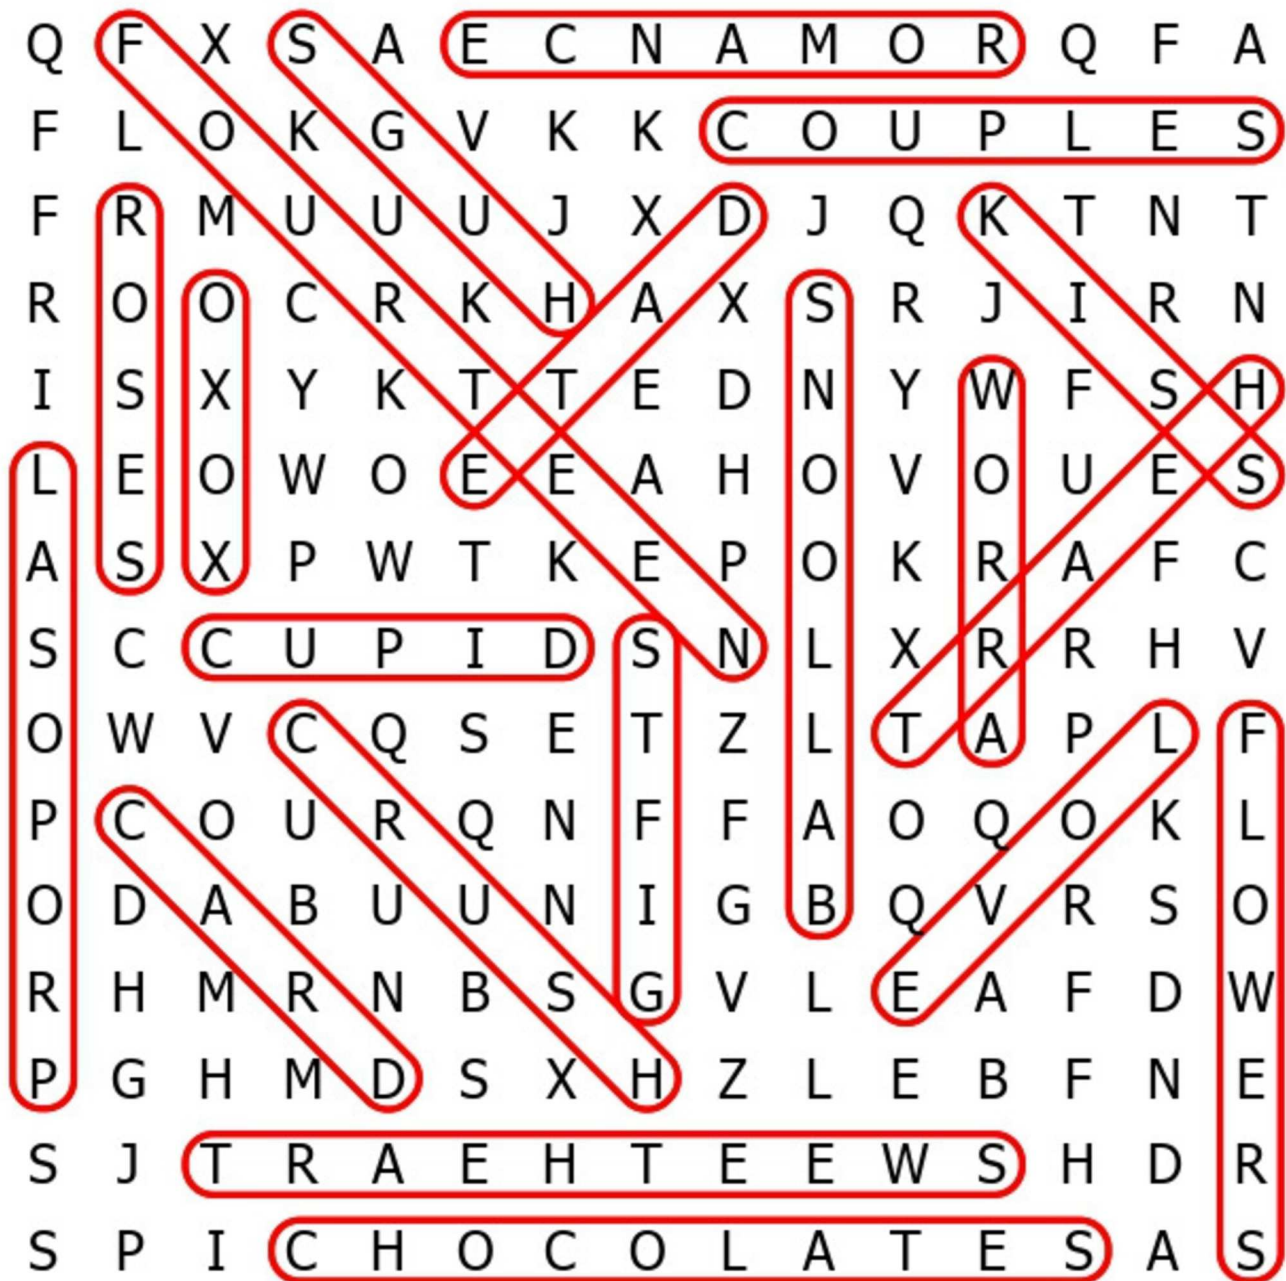 Q F X S A E C N A M O R Q F A
F L O K G V K K C O U P L E S
F R M U U U J X D J Q K T N T
R O O C R K H A X S R J I R N
I S X Y K T T E D N Y W F S H
L E O W O E E A H O V O U E S
A S X P W T K E P O K R A F C
S C C U P I D S N L X R R H V
O W V C Q S E T Z L T A P L F
P C O U R Q N F F A O Q O K L
O D A B U U N I G B Q V R S O
R H M R N B S G V L E A F D W
P G H M D S X H Z L E B F N E
S J T R A E H T E E W S H D R
S P I C H O C O L A T E S A S